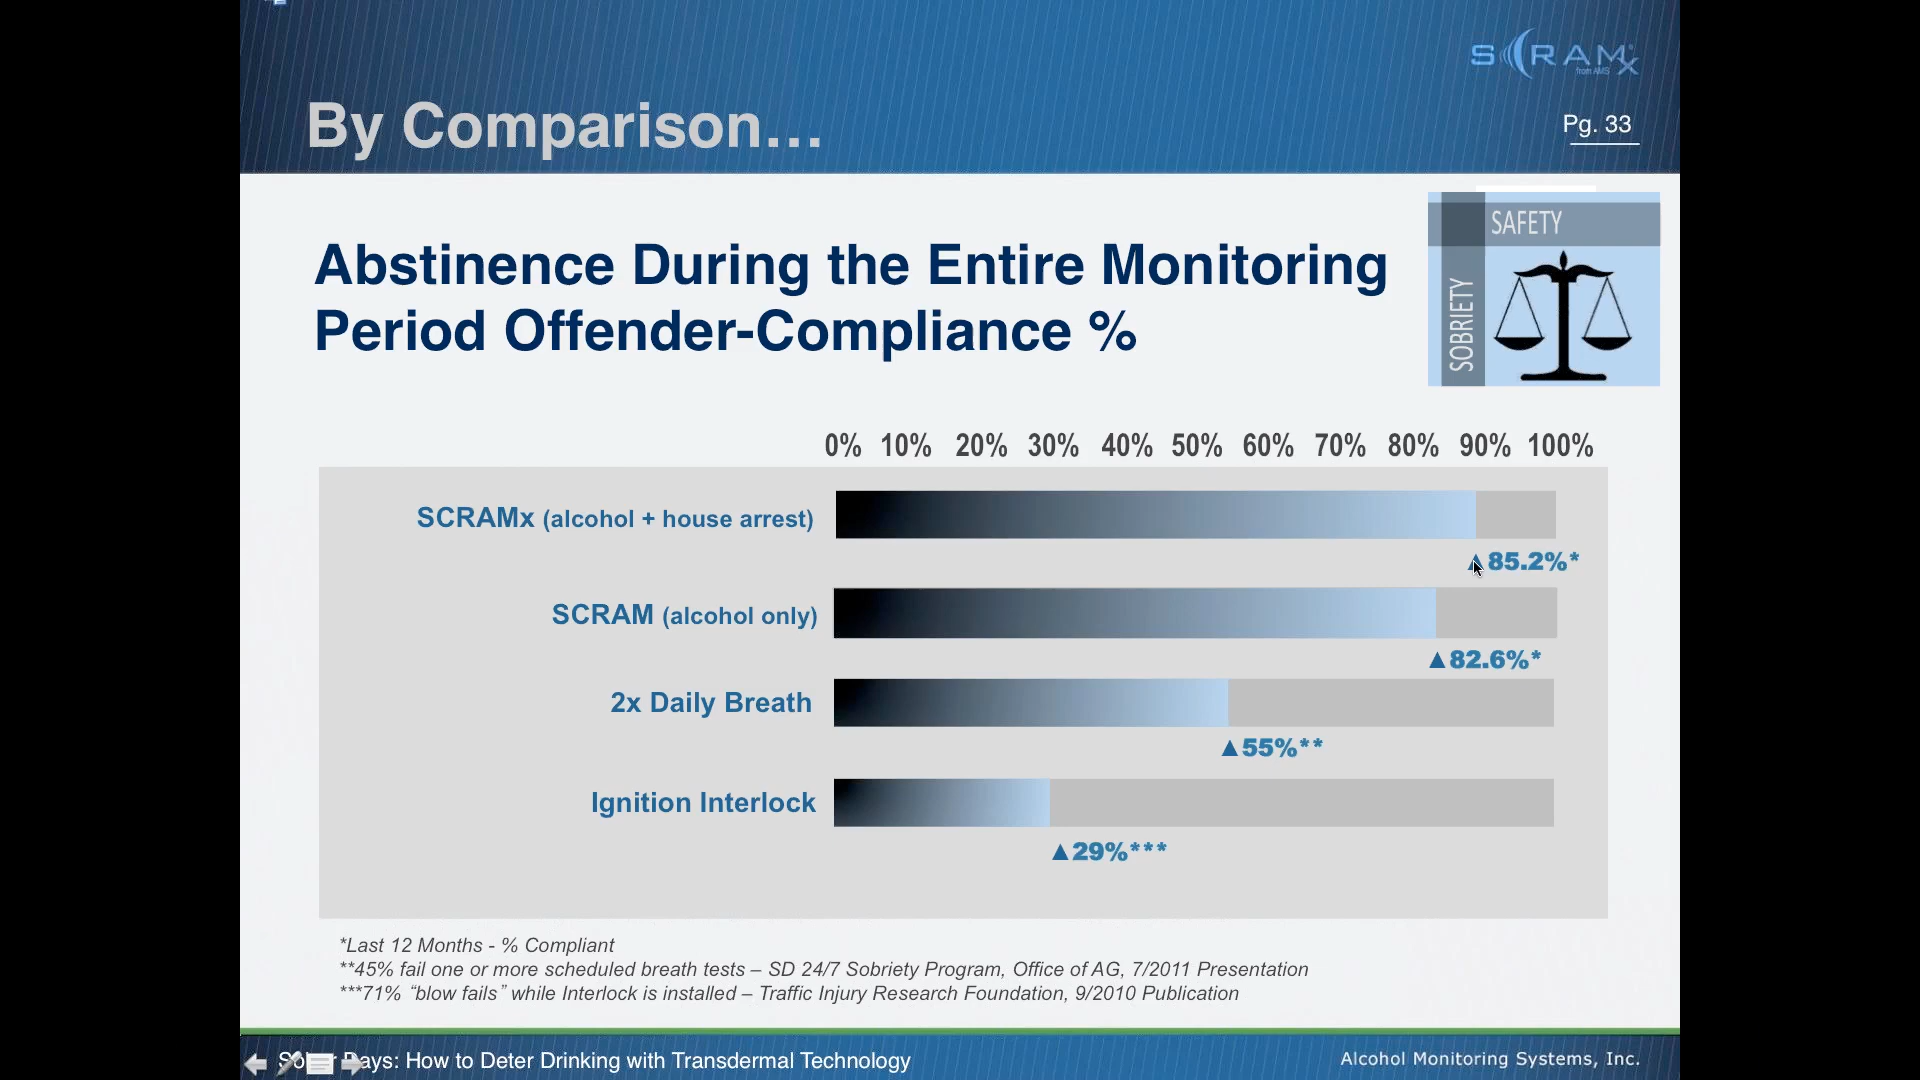 SCRAMx
from AMS
By Comparison…
Pg. 33
SAFETY
SOBRIETY
Abstinence During the Entire Monitoring
Period Offender-Compliance %
0% 10% 20% 30% 40% 50% 60% 70% 80% 90% 100%
SCRAMx (alcohol + house arrest)
▲85.2%*
SCRAM (alcohol only)
▲82.6%*
2x Daily Breath
▲55%**
Ignition Interlock
▲29%***
*Last 12 Months - % Compliant
**45% fail one or more scheduled breath tests – SD 24/7 Sobriety Program, Office of AG, 7/2011 Presentation
***71% “blow fails” while Interlock is installed – Traffic Injury Research Foundation, 9/2010 Publication
Days: How to Deter Drinking with Transdermal Technology
Alcohol Monitoring Systems, Inc.